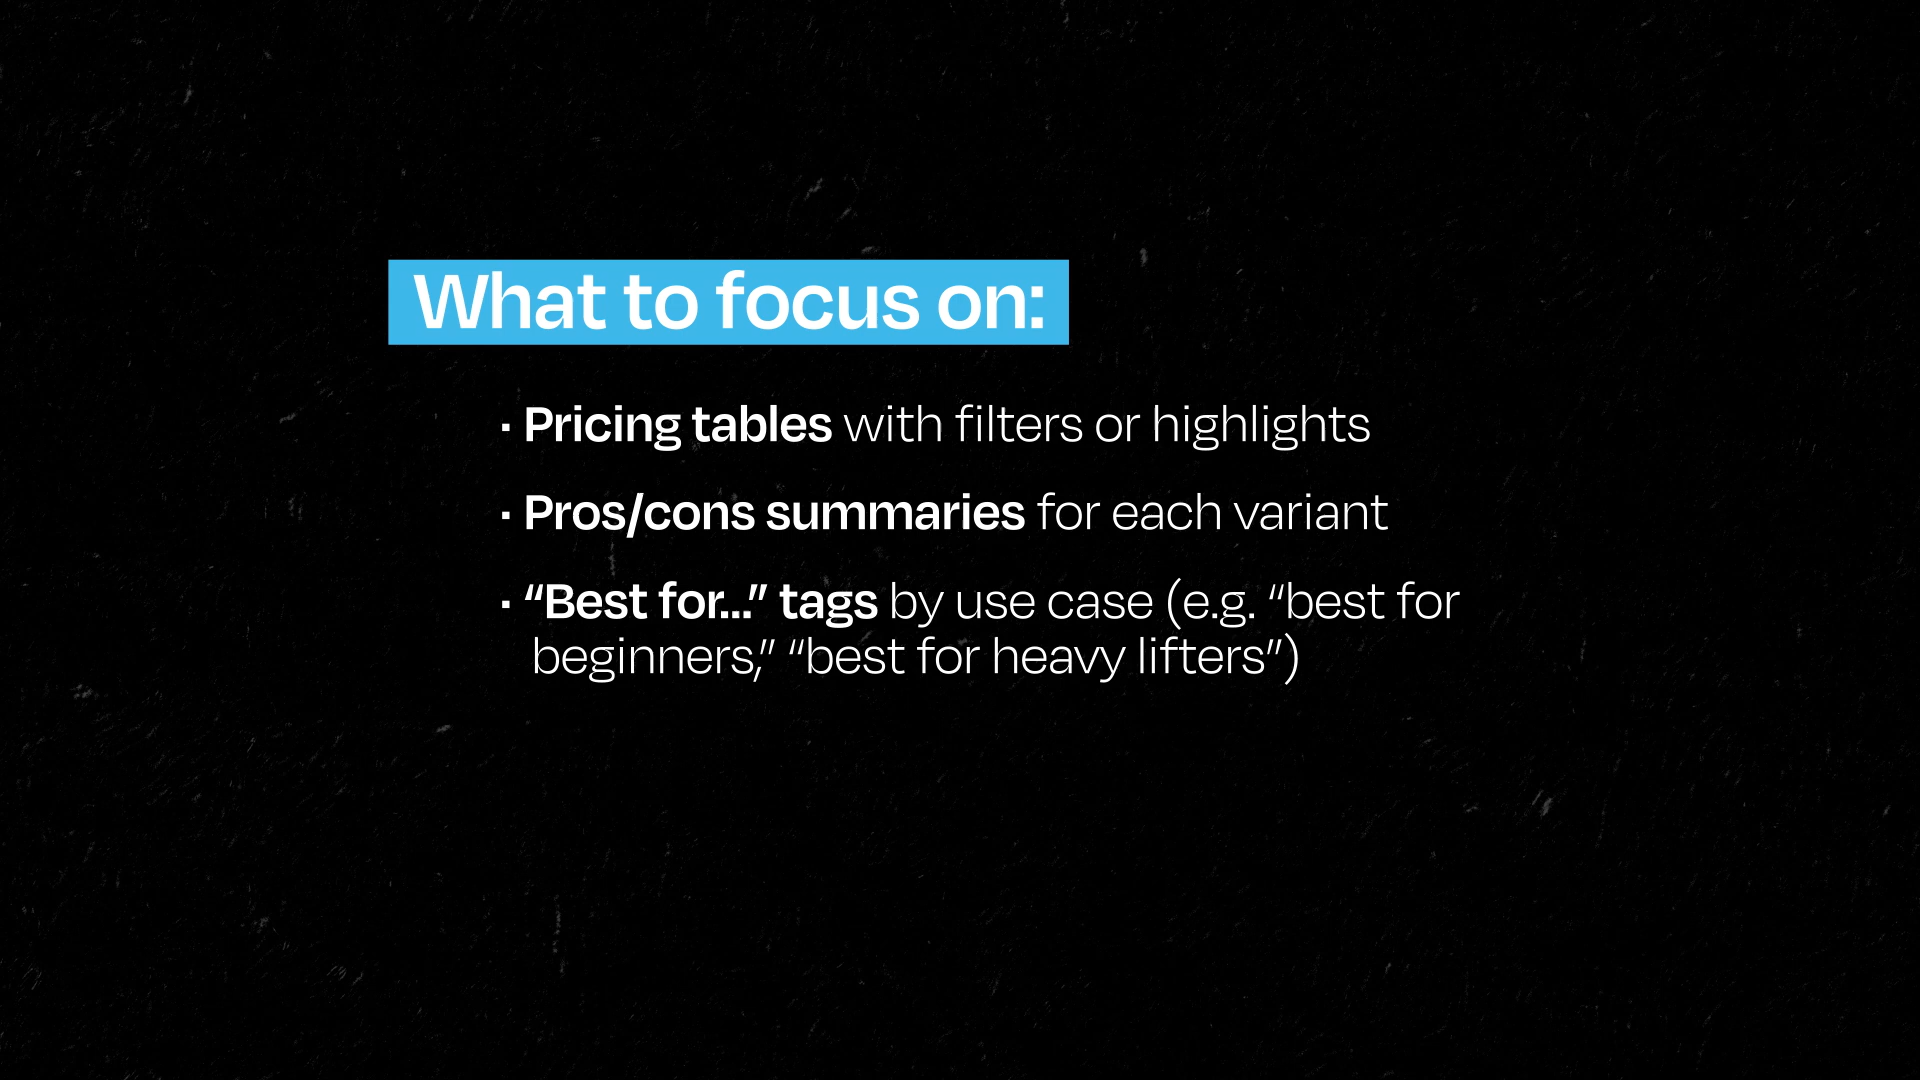 What to focus on:
· Pricing tables with filters or highlights
· Pros/cons summaries for each variant
· “Best for...” tags by use case (e.g. “best for
beginners,” “best for heavy lifters”)